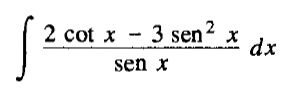 ∫ (2 cot x − 3 sen² x) / (sen x) dx